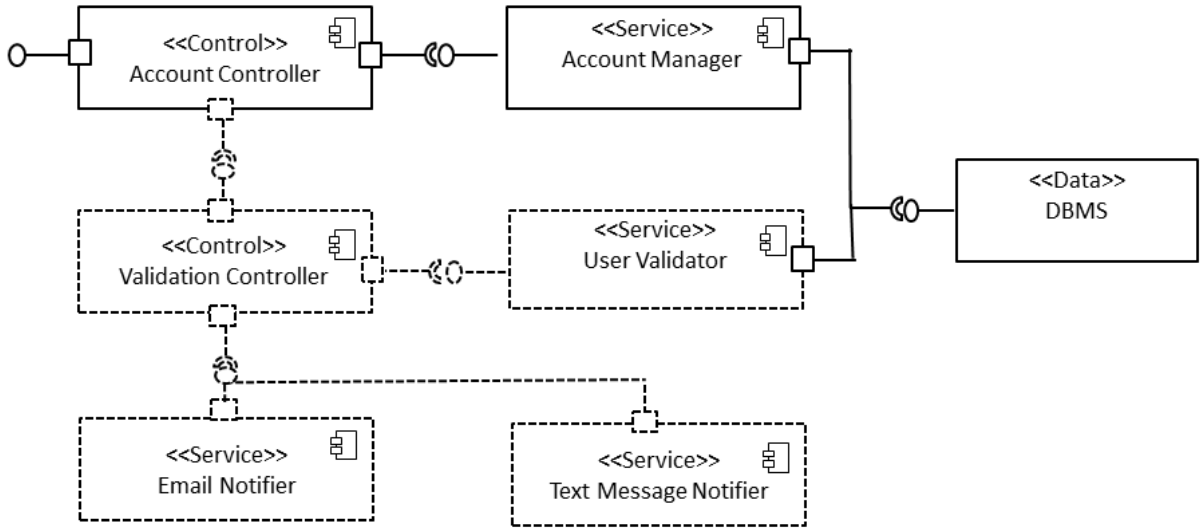 <<Control>>
Account Controller
<<Service>>
Account Manager
<<Data>>
DBMS
<<Control>>
Validation Controller
<<Service>>
User Validator
<<Service>>
Email Notifier
<<Service>>
Text Message Notifier